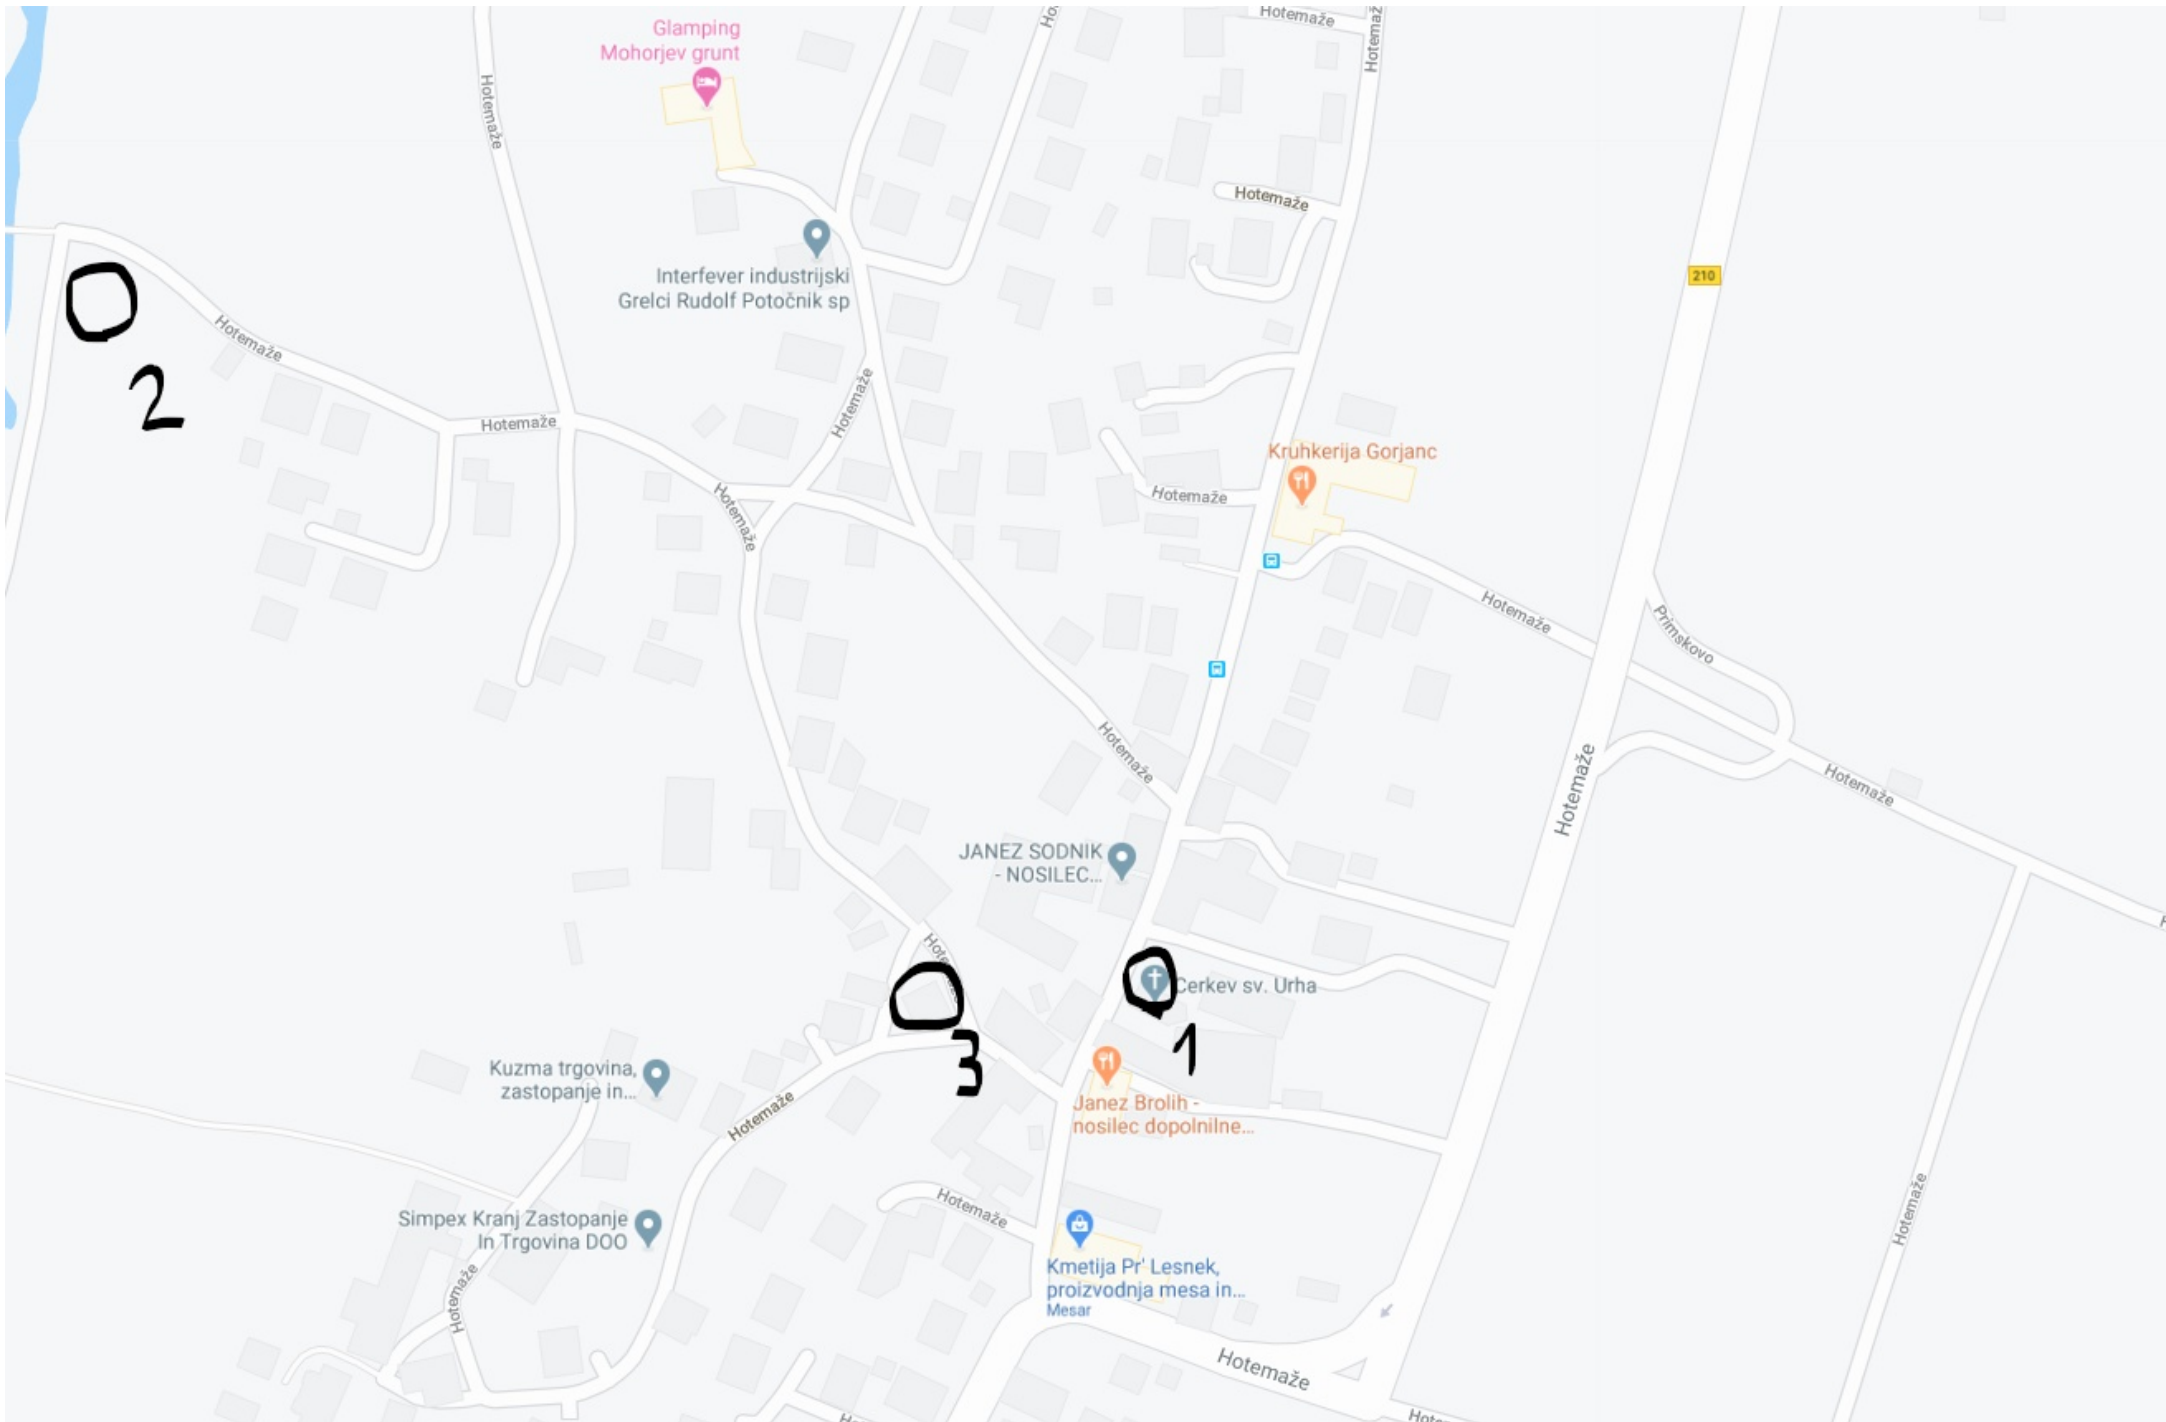 Glamping
Mohorjev grunt
Hotemaže
Hotemaž
Hotemaže
Hotemaže
Interfever industrijski
Grelci Rudolf Potočnik sp
210
Hotemaže
2
Hotemaže
Hotemaže
Kruhkerija Gorjanc
Hotemaže
Hotemaže
Hotemaže
Primskovo
Hotemaže
Hotemaže
Hotemaže
JANEZ SODNIK
- NOSILEC...
Hotemaže
Cerkev sv. Urha
1
3
Kuzma trgovina,
zastopanje in...
Hotemaže
Janez Brolih -
nosilec dopolnilne...
Hotemaže
Hotemaže
Simpex Kranj Zastopanje
In Trgovina DOO
Kmetija Pr' Lesnek,
proizvodnja mesa in...
Mesar
Hotemaže
Hotemaže